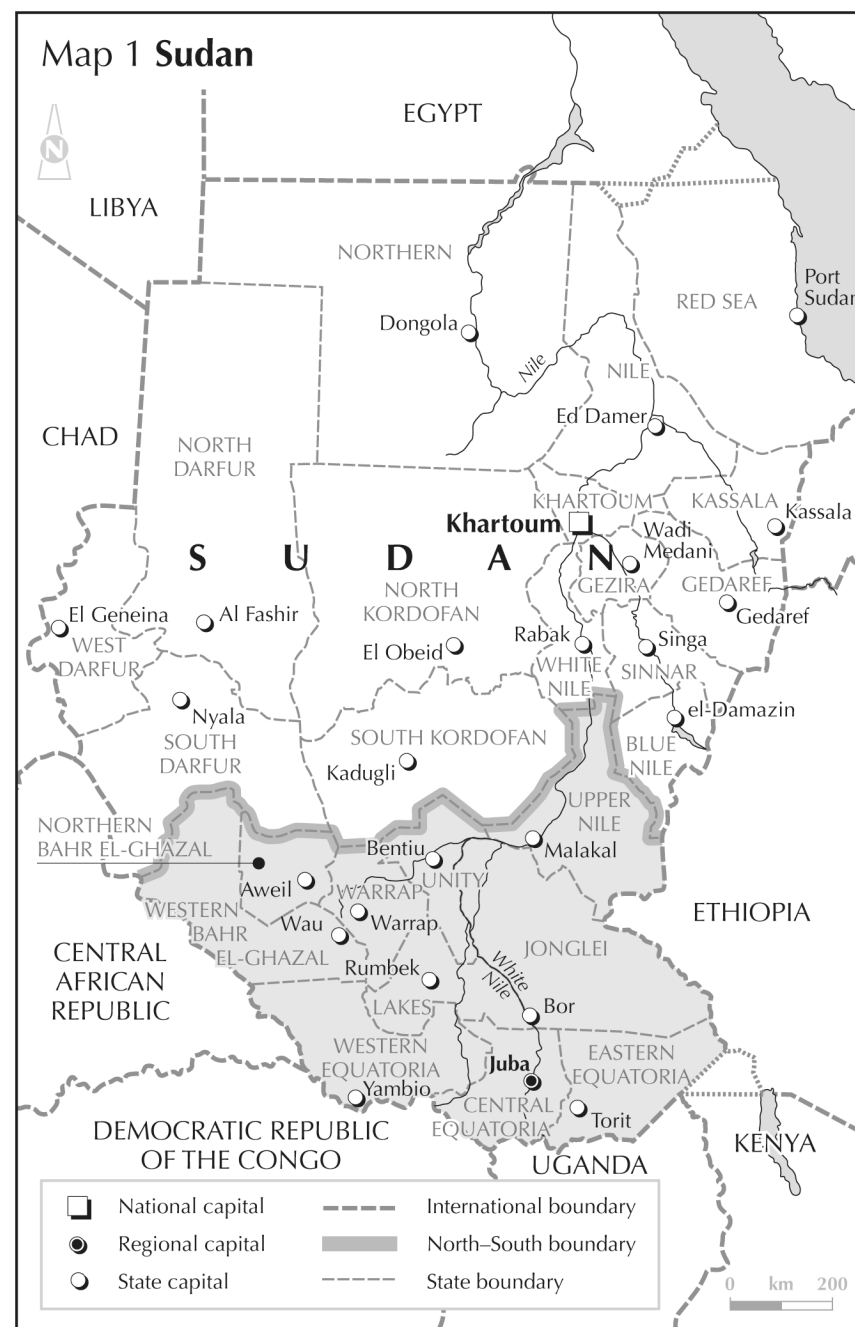 Map 1 Sudan
EGYPT
N
LIBYA
NORTHERN
Port
Sudan
RED SEA
Dongola
Nile
NILE
Ed Damer
CHAD
NORTH
DARFUR
KHARTOUM
KASSALA
Kassala
Khartoum
Wadi
Medani
S U D A N
GEZIRA
GEDAREF
Gedaref
NORTH
KORDOFAN
El Geneina
Al Fashir
WEST
DARFUR
El Obeid
Rabak
Singa
WHITE
NILE
SINNAR
Nyala
el-Damazin
SOUTH
DARFUR
SOUTH KORDOFAN
BLUE
NILE
Kadugli
UPPER
NILE
NORTHERN
BAHR EL-GHAZAL
Bentiu
Malakal
Aweil
WARRAP
UNITY
WESTERN
BAHR
EL-GHAZAL
Wau
Warrap
ETHIOPIA
CENTRAL
AFRICAN
REPUBLIC
Rumbek
JONGLEI
White
Nile
LAKES
Bor
WESTERN
EQUATORIA
Juba
EASTERN
EQUATORIA
Yambio
CENTRAL
EQUATORIA
Torit
DEMOCRATIC REPUBLIC
OF THE CONGO
UGANDA
KENYA
National capital
International boundary
Regional capital
North–South boundary
State capital
State boundary
0 km 200